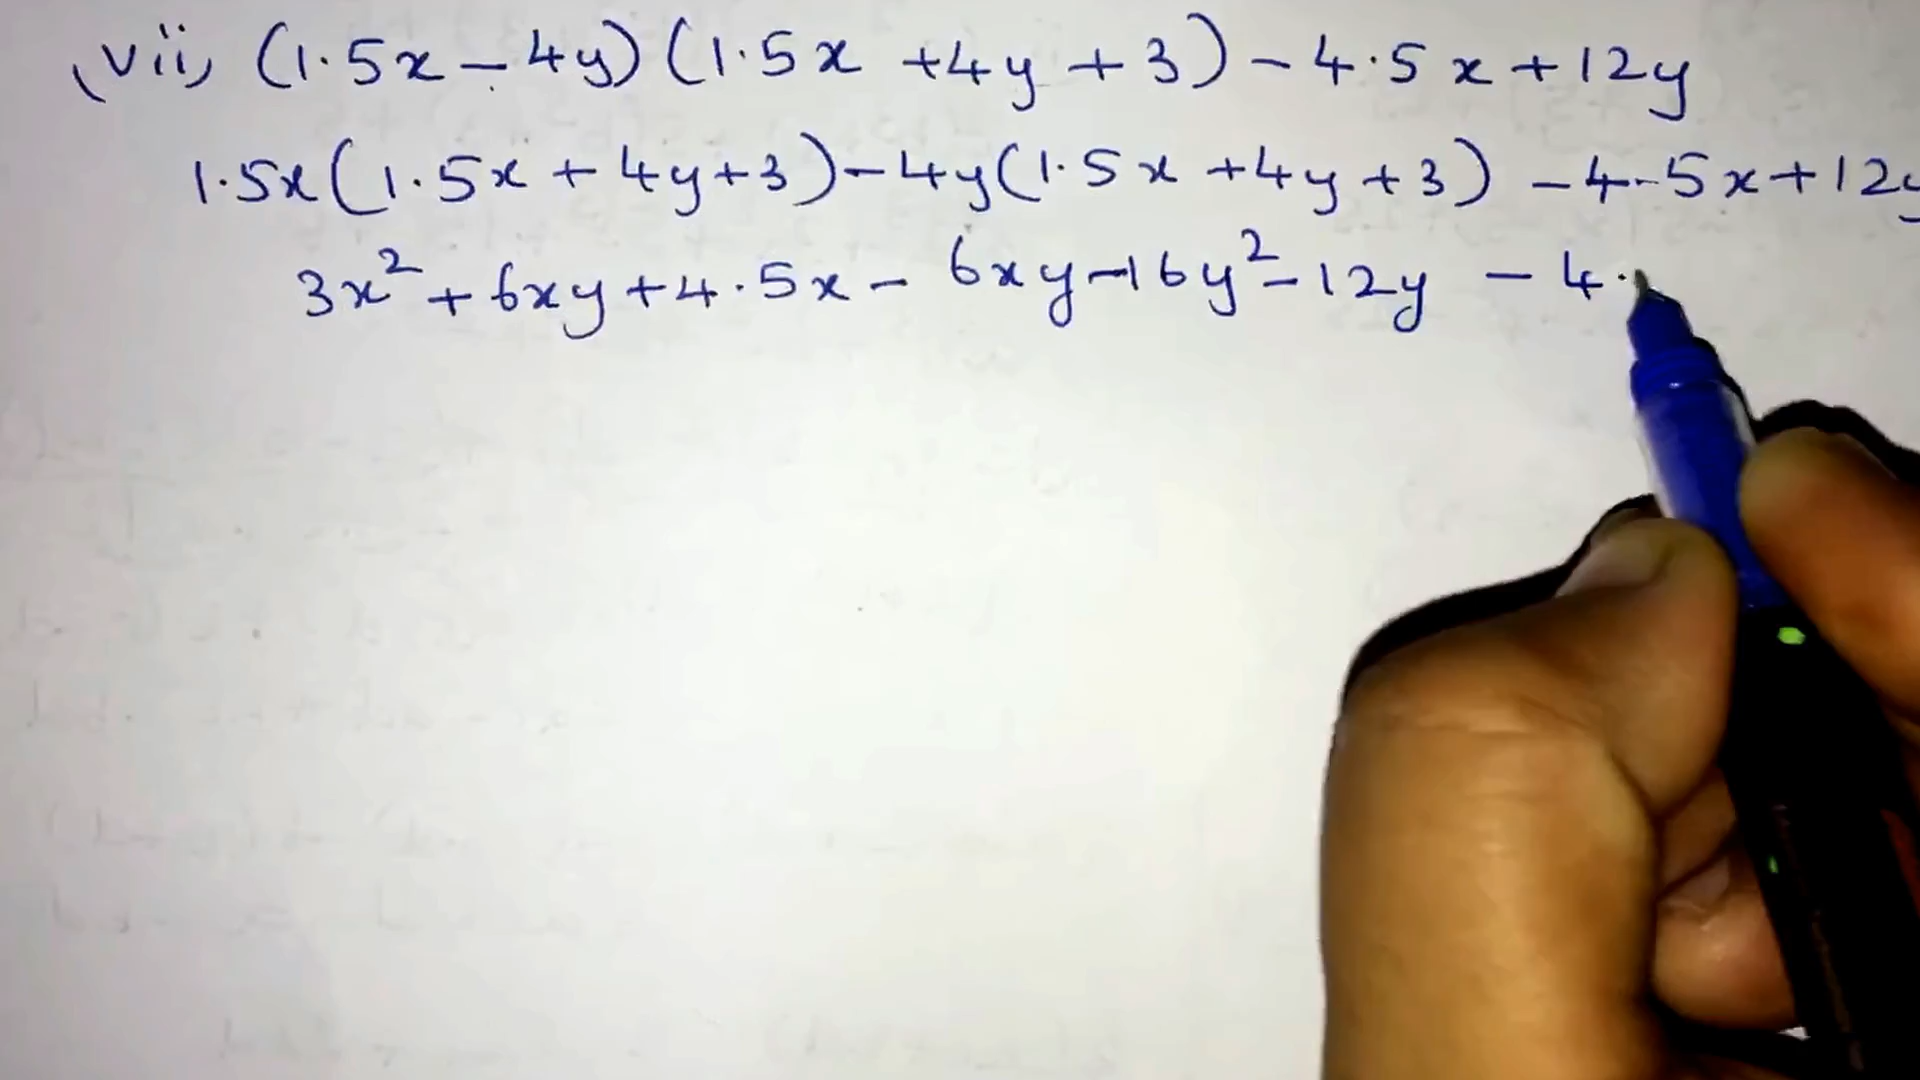 (vii) (1.5x - 4y) (1.5x + 4y + 3) - 4.5x + 12y
1.5x(1.5x + 4y + 3) - 4y(1.5x + 4y + 3) - 4.5x + 12y
3x² + 6xy + 4.5x - 6xy - 16y² - 12y - 4.